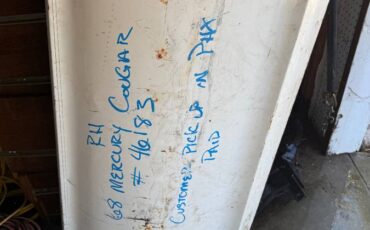 RH
68 MERCURY COUGAR
# 46183
CUSTOMER PICK UP IN PHX
PAID